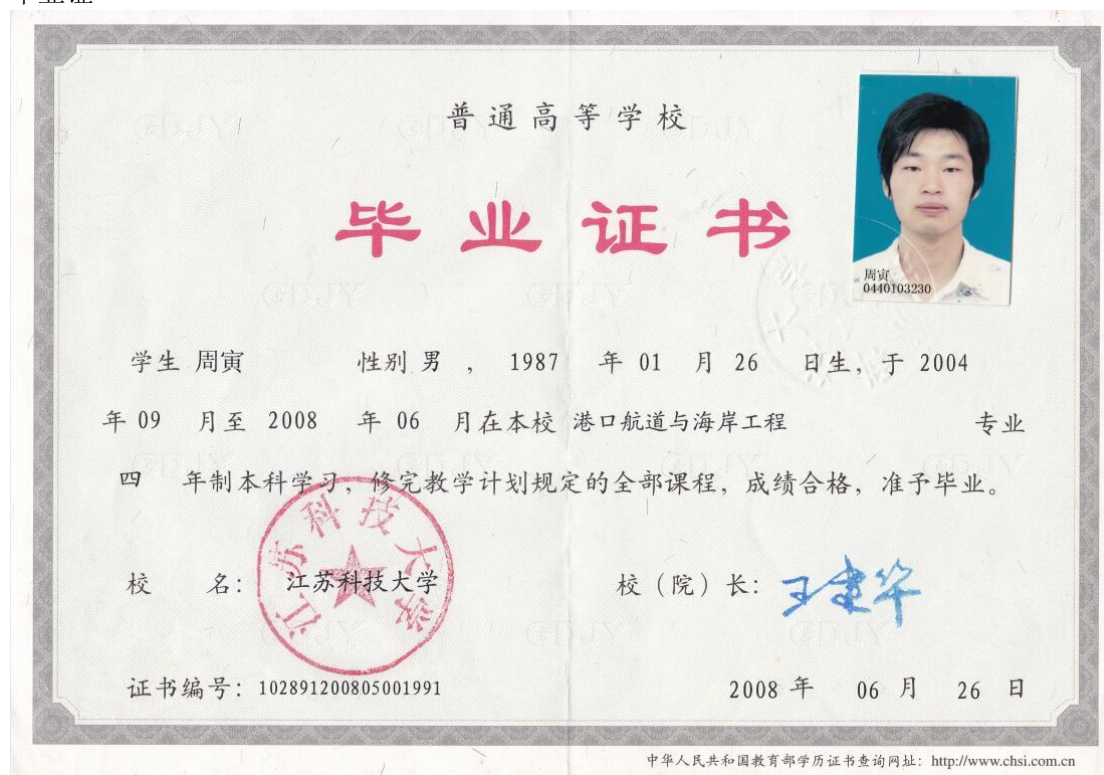 毕业证
普通高等学校
毕业证书
周寅
0440103230
学生 周寅 性别 男 , 1987 年 01 月 26 日生, 于 2004
年 09 月至 2008 年 06 月在本校 港口航道与海岸工程 专业
四 年制本科学习, 修完教学计划规定的全部课程, 成绩合格, 准予毕业。
江苏科技大学
校 名: 江苏科技大学 校（院）长: 王建华
证书编号: 102891200805001991 2008 年 06 月 26 日
中华人民共和国教育部学历证书查询网址: http://www.chsi.com.cn